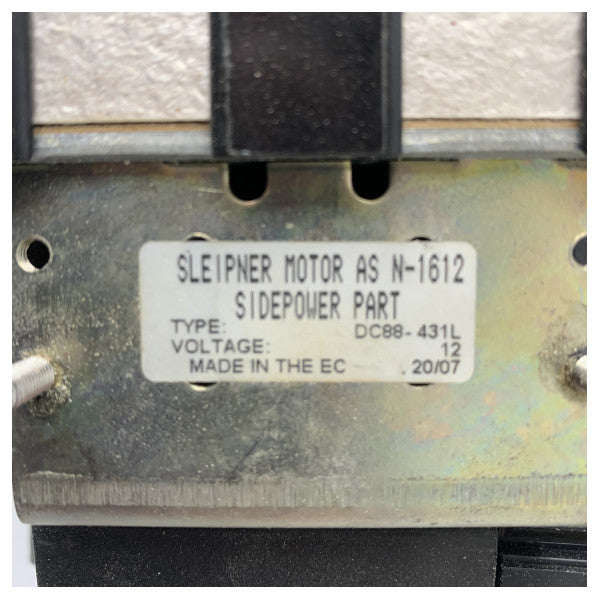 SLEIPNER MOTOR AS N-1612
SIDEPOWER PART
TYPE: DC88-431L
VOLTAGE: 12
MADE IN THE EC . 20/07